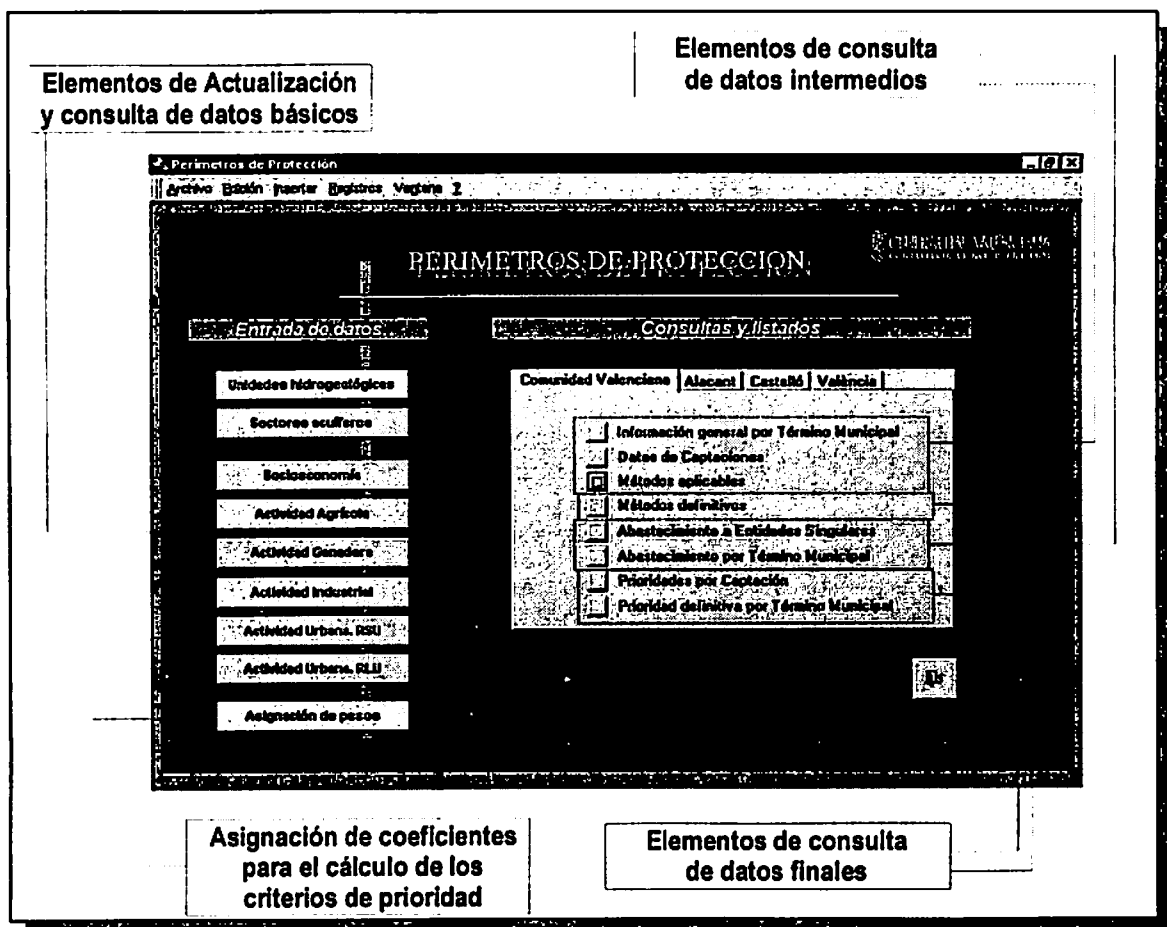 Elementos de Actualización
y consulta de datos básicos
Elementos de consulta
de datos intermedios
Perimetros de Protección
Archivo Edición Insertar Registros Ventana ?
PERIMETROS DE PROTECCION
GENERALITAT VALENCIANA
Entrada de datos
Consultas y listados
Unidades hidrogeológicas
Sectores acuíferos
Socioeconomía
Actividad Agrícola
Actividad Ganadera
Actividad Industrial
Actividad Urbana. RSU
Actividad Urbana. RLU
Asignación de pesos
Comunidad Valenciana Alacant Castelló València
Información general por Término Municipal
Datos de Captaciones
Métodos aplicables
Métodos definitivos
Abastecimiento a Entidades Singulares
Abastecimiento por Término Municipal
Prioridades por Captación
Prioridad definitiva por Término Municipal
Asignación de coeficientes
para el cálculo de los
criterios de prioridad
Elementos de consulta
de datos finales